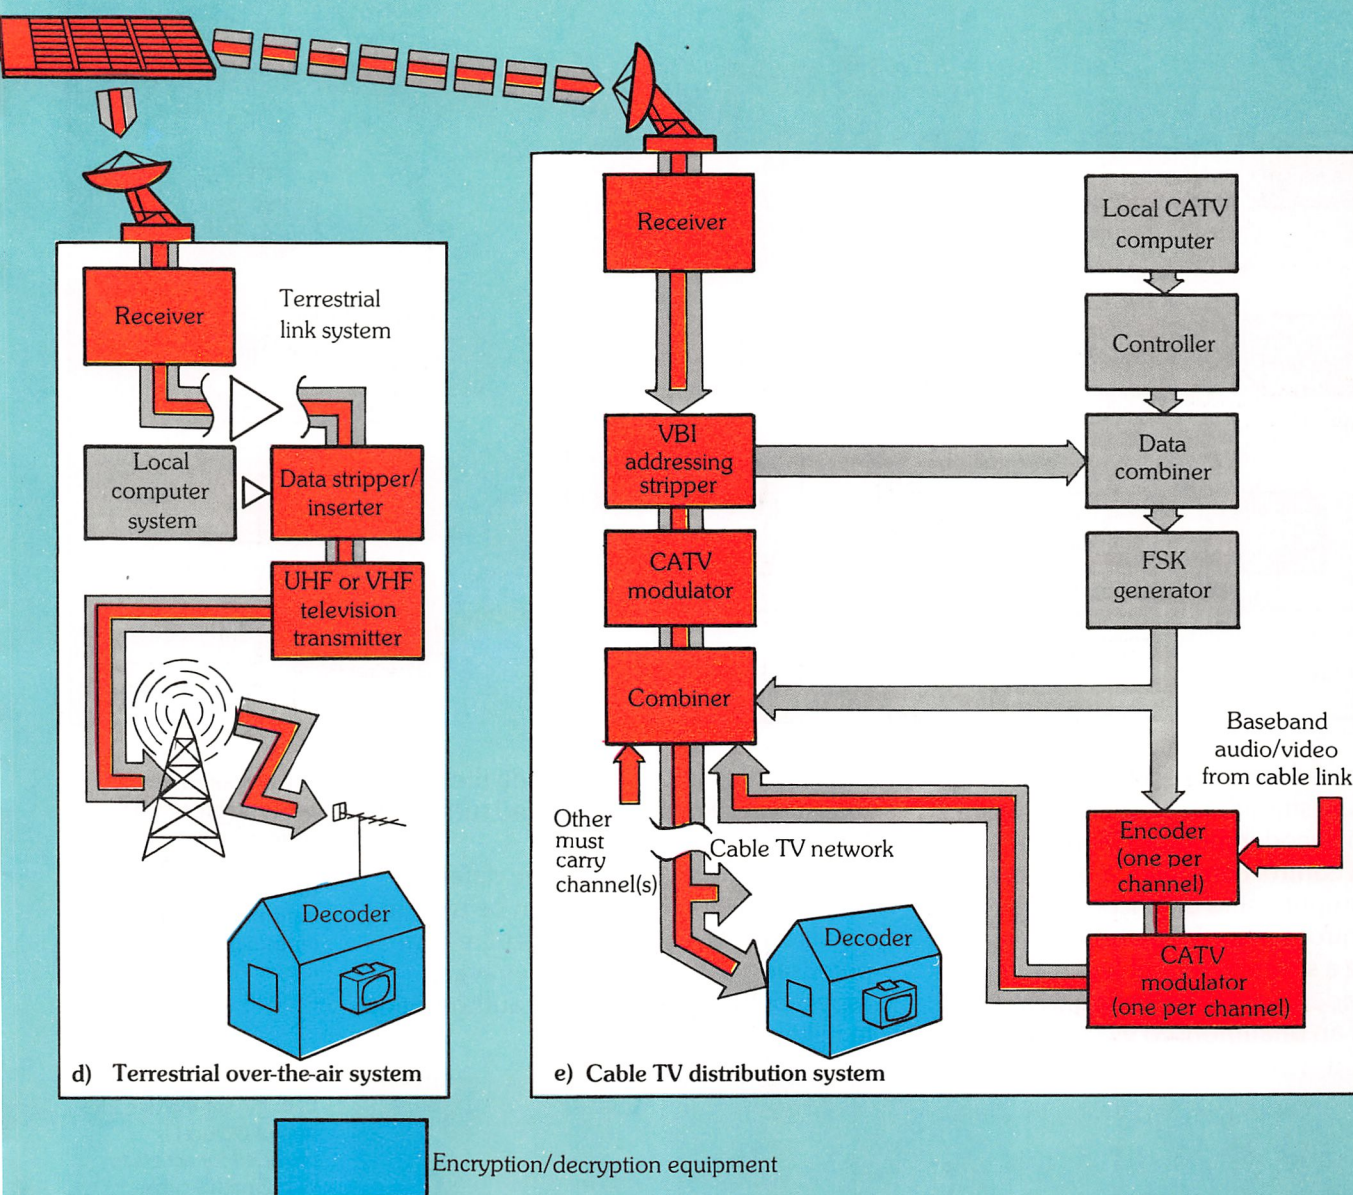 Receiver
Terrestrial
link system
Local
computer
system
Data stripper/
inserter
UHF or VHF
television
transmitter
Decoder
d) Terrestrial over-the-air system
Receiver
VBI
addressing
stripper
CATV
modulator
Combiner
Other
must
carry
channel(s)
Cable TV network
Decoder
Local CATV
computer
Controller
Data
combiner
FSK
generator
Baseband
audio/video
from cable link
Encoder
(one per
channel)
CATV
modulator
(one per channel)
e) Cable TV distribution system
Encryption/decryption equipment